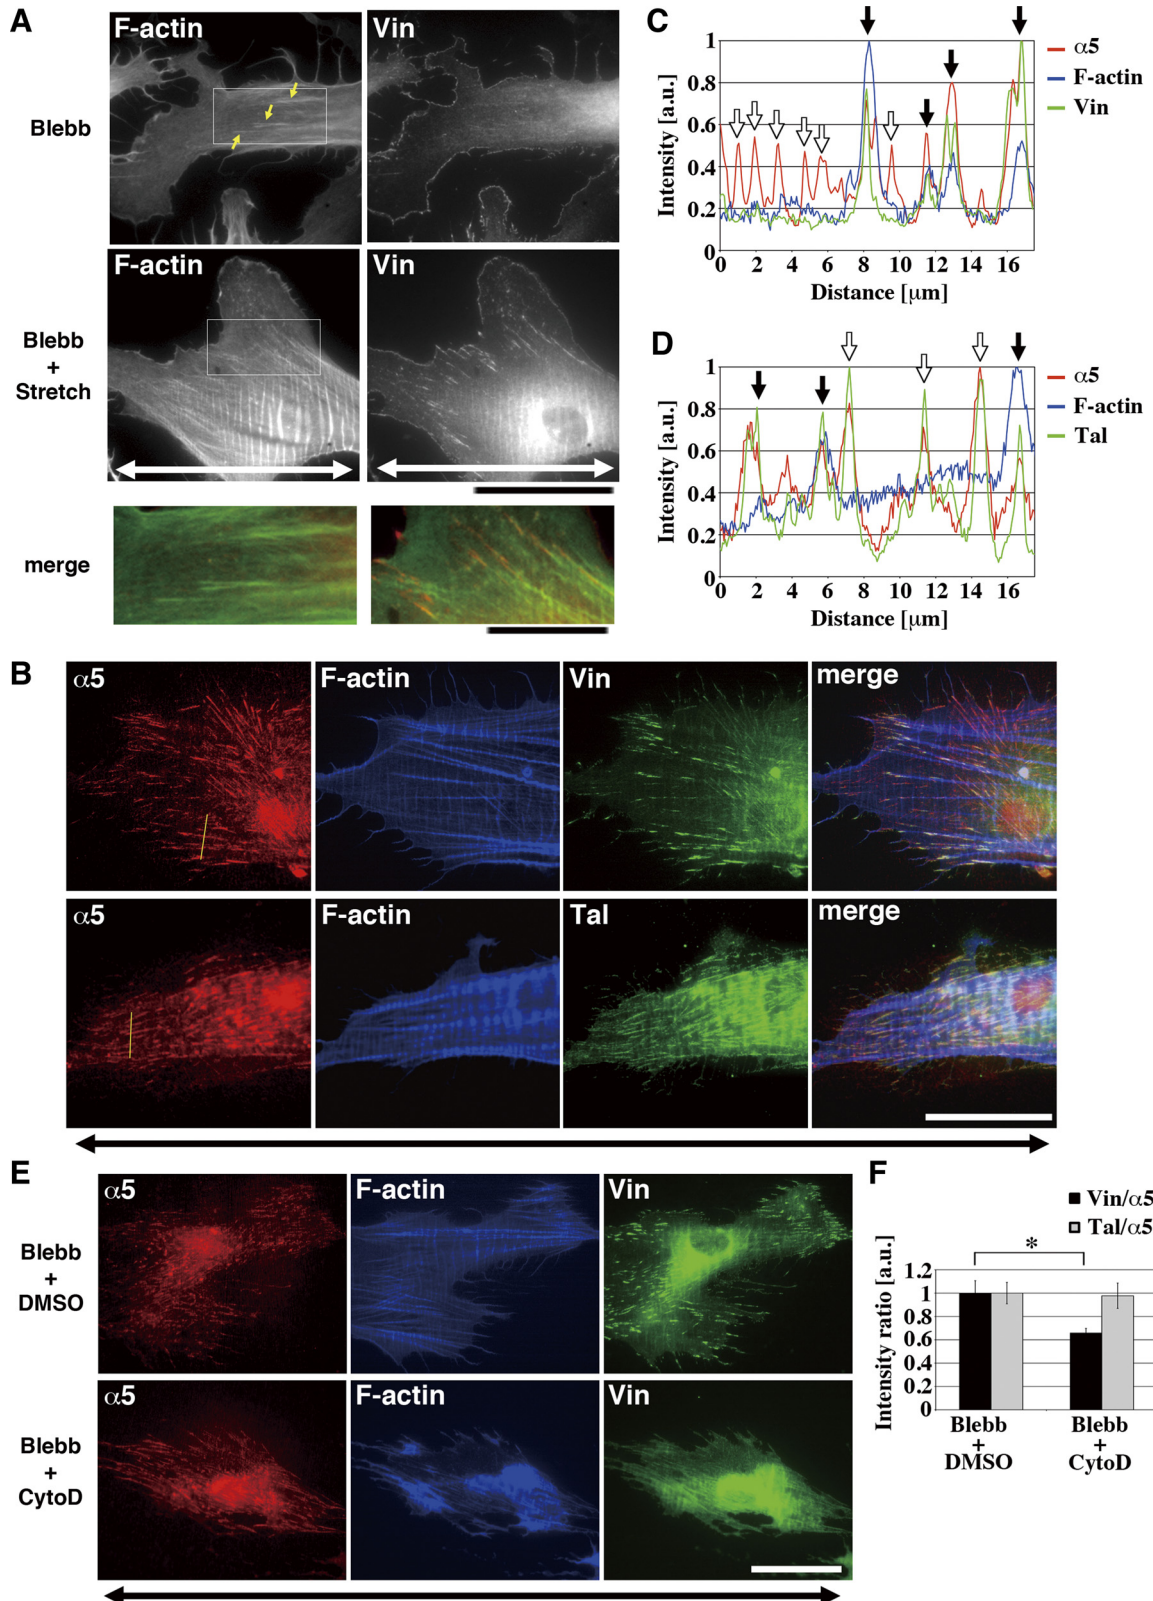 A
F-actin
Vin
Blebb
F-actin
Vin
Blebb
+
Stretch
merge
C
1
0.8
0.6
0.4
0.2
0
Intensity [a.u.]
0 2 4 6 8 10 12 14 16
Distance [μm]
α5
F-actin
Vin
D
1
0.8
0.6
0.4
0.2
0
Intensity [a.u.]
0 2 4 6 8 10 12 14 16
Distance [μm]
α5
F-actin
Tal
B
α5
F-actin
Vin
merge
α5
F-actin
Tal
merge
E
α5
F-actin
Vin
Blebb
+
DMSO
α5
F-actin
Vin
Blebb
+
CytoD
F
Vin/α5
Tal/α5
*
Intensity ratio [a.u.]
1.2
1
0.8
0.6
0.4
0.2
0
Blebb
+
DMSO
Blebb
+
CytoD